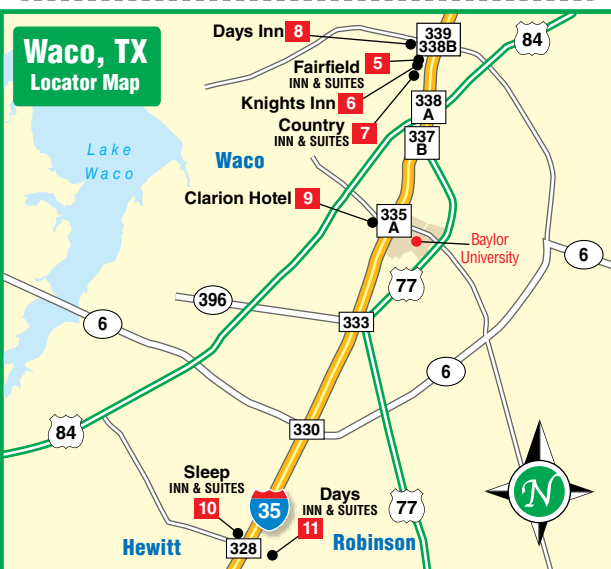 Waco, TX
Locator Map
Days Inn 8
339
338B
84
Fairfield 5
INN & SUITES
Knights Inn 6
338
A
Country 7
INN & SUITES
337
B
Lake
Waco
Waco
Clarion Hotel 9
335
A
Baylor
University
6
77
396
333
6
6
84
330
Sleep
INN & SUITES
10
35
Days
INN & SUITES
11
77
N
Hewitt
328
Robinson